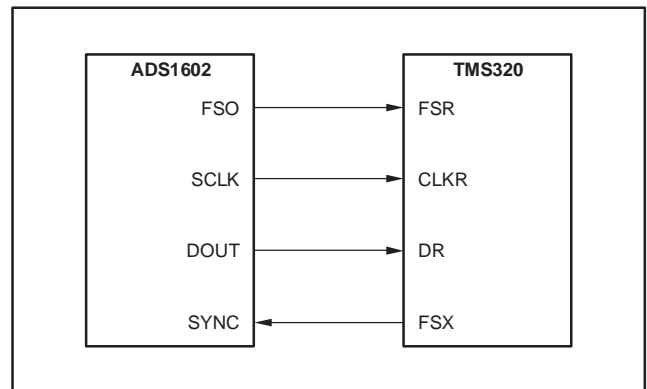 ADS1602 TMS320
FSO FSR
SCLK CLKR
DOUT DR
SYNC FSX